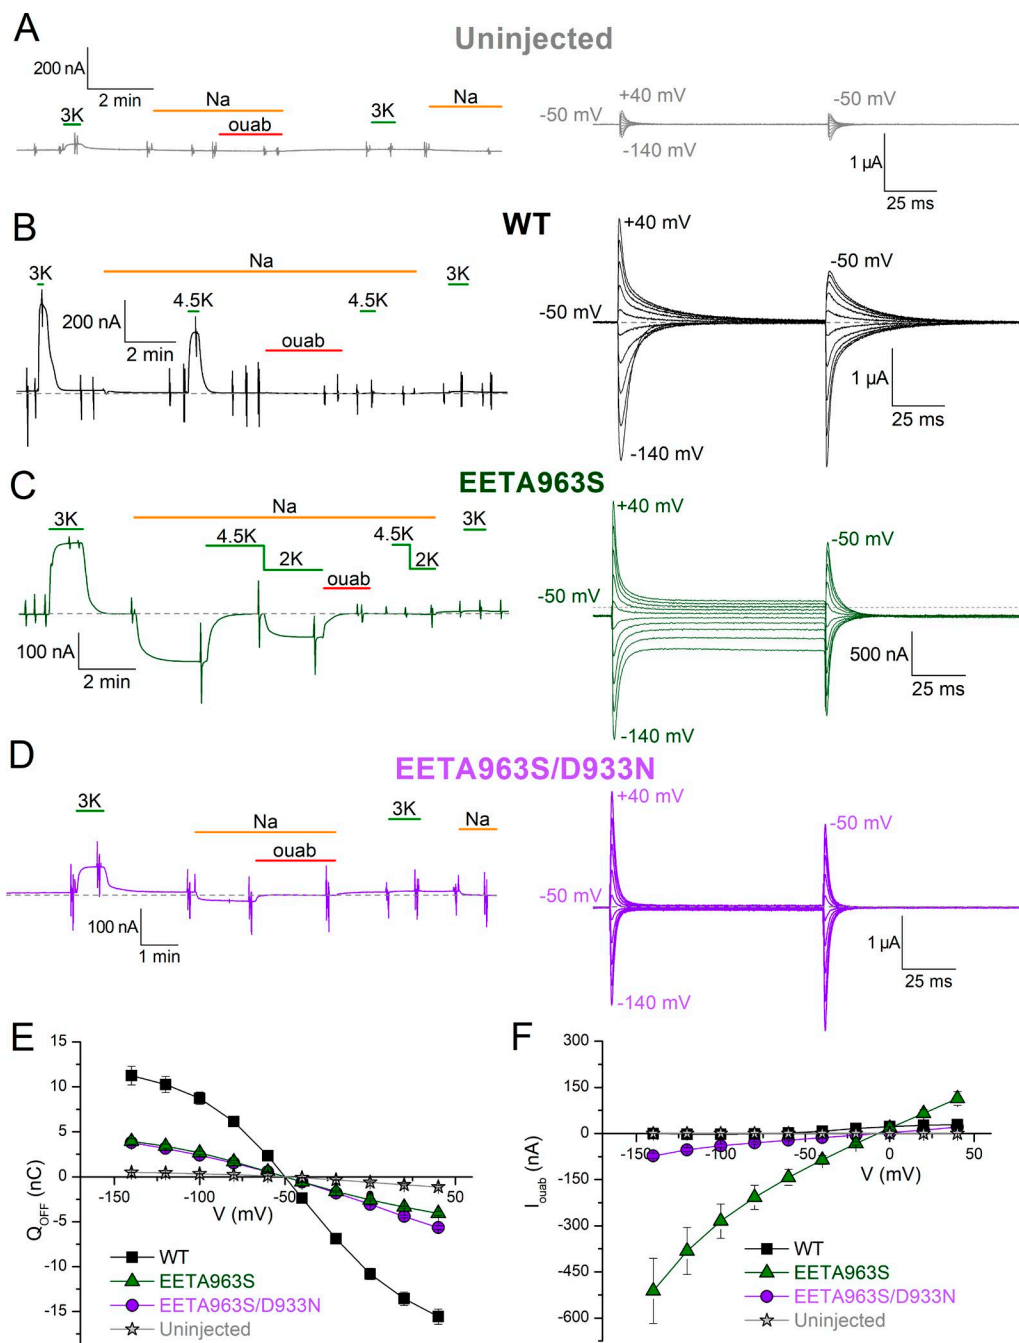 A
Uninjected
200 nA
2 min
3K
Na
ouab
3K
Na
-50 mV
+40 mV
-140 mV
-50 mV
1 µA
25 ms
B
WT
3K
Na
200 nA
2 min
4.5K
ouab
4.5K
3K
+40 mV
-50 mV
-50 mV
-140 mV
1 µA
25 ms
C
EETA963S
3K
Na
4.5K
2K
ouab
4.5K
2K
3K
100 nA
2 min
+40 mV
-50 mV
-50 mV
-140 mV
500 nA
25 ms
D
EETA963S/D933N
3K
Na
ouab
3K
Na
100 nA
1 min
+40 mV
-50 mV
-50 mV
-140 mV
1 µA
25 ms
E
15
10
5
0
-5
-10
-15
-150
-100
-50
0
50
Q_OFF (nC)
V (mV)
WT
EETA963S
EETA963S/D933N
Uninjected
F
300
150
0
-150
-300
-450
-600
-150
-100
-50
0
50
I_ouab (nA)
V (mV)
WT
EETA963S
EETA963S/D933N
Uninjected